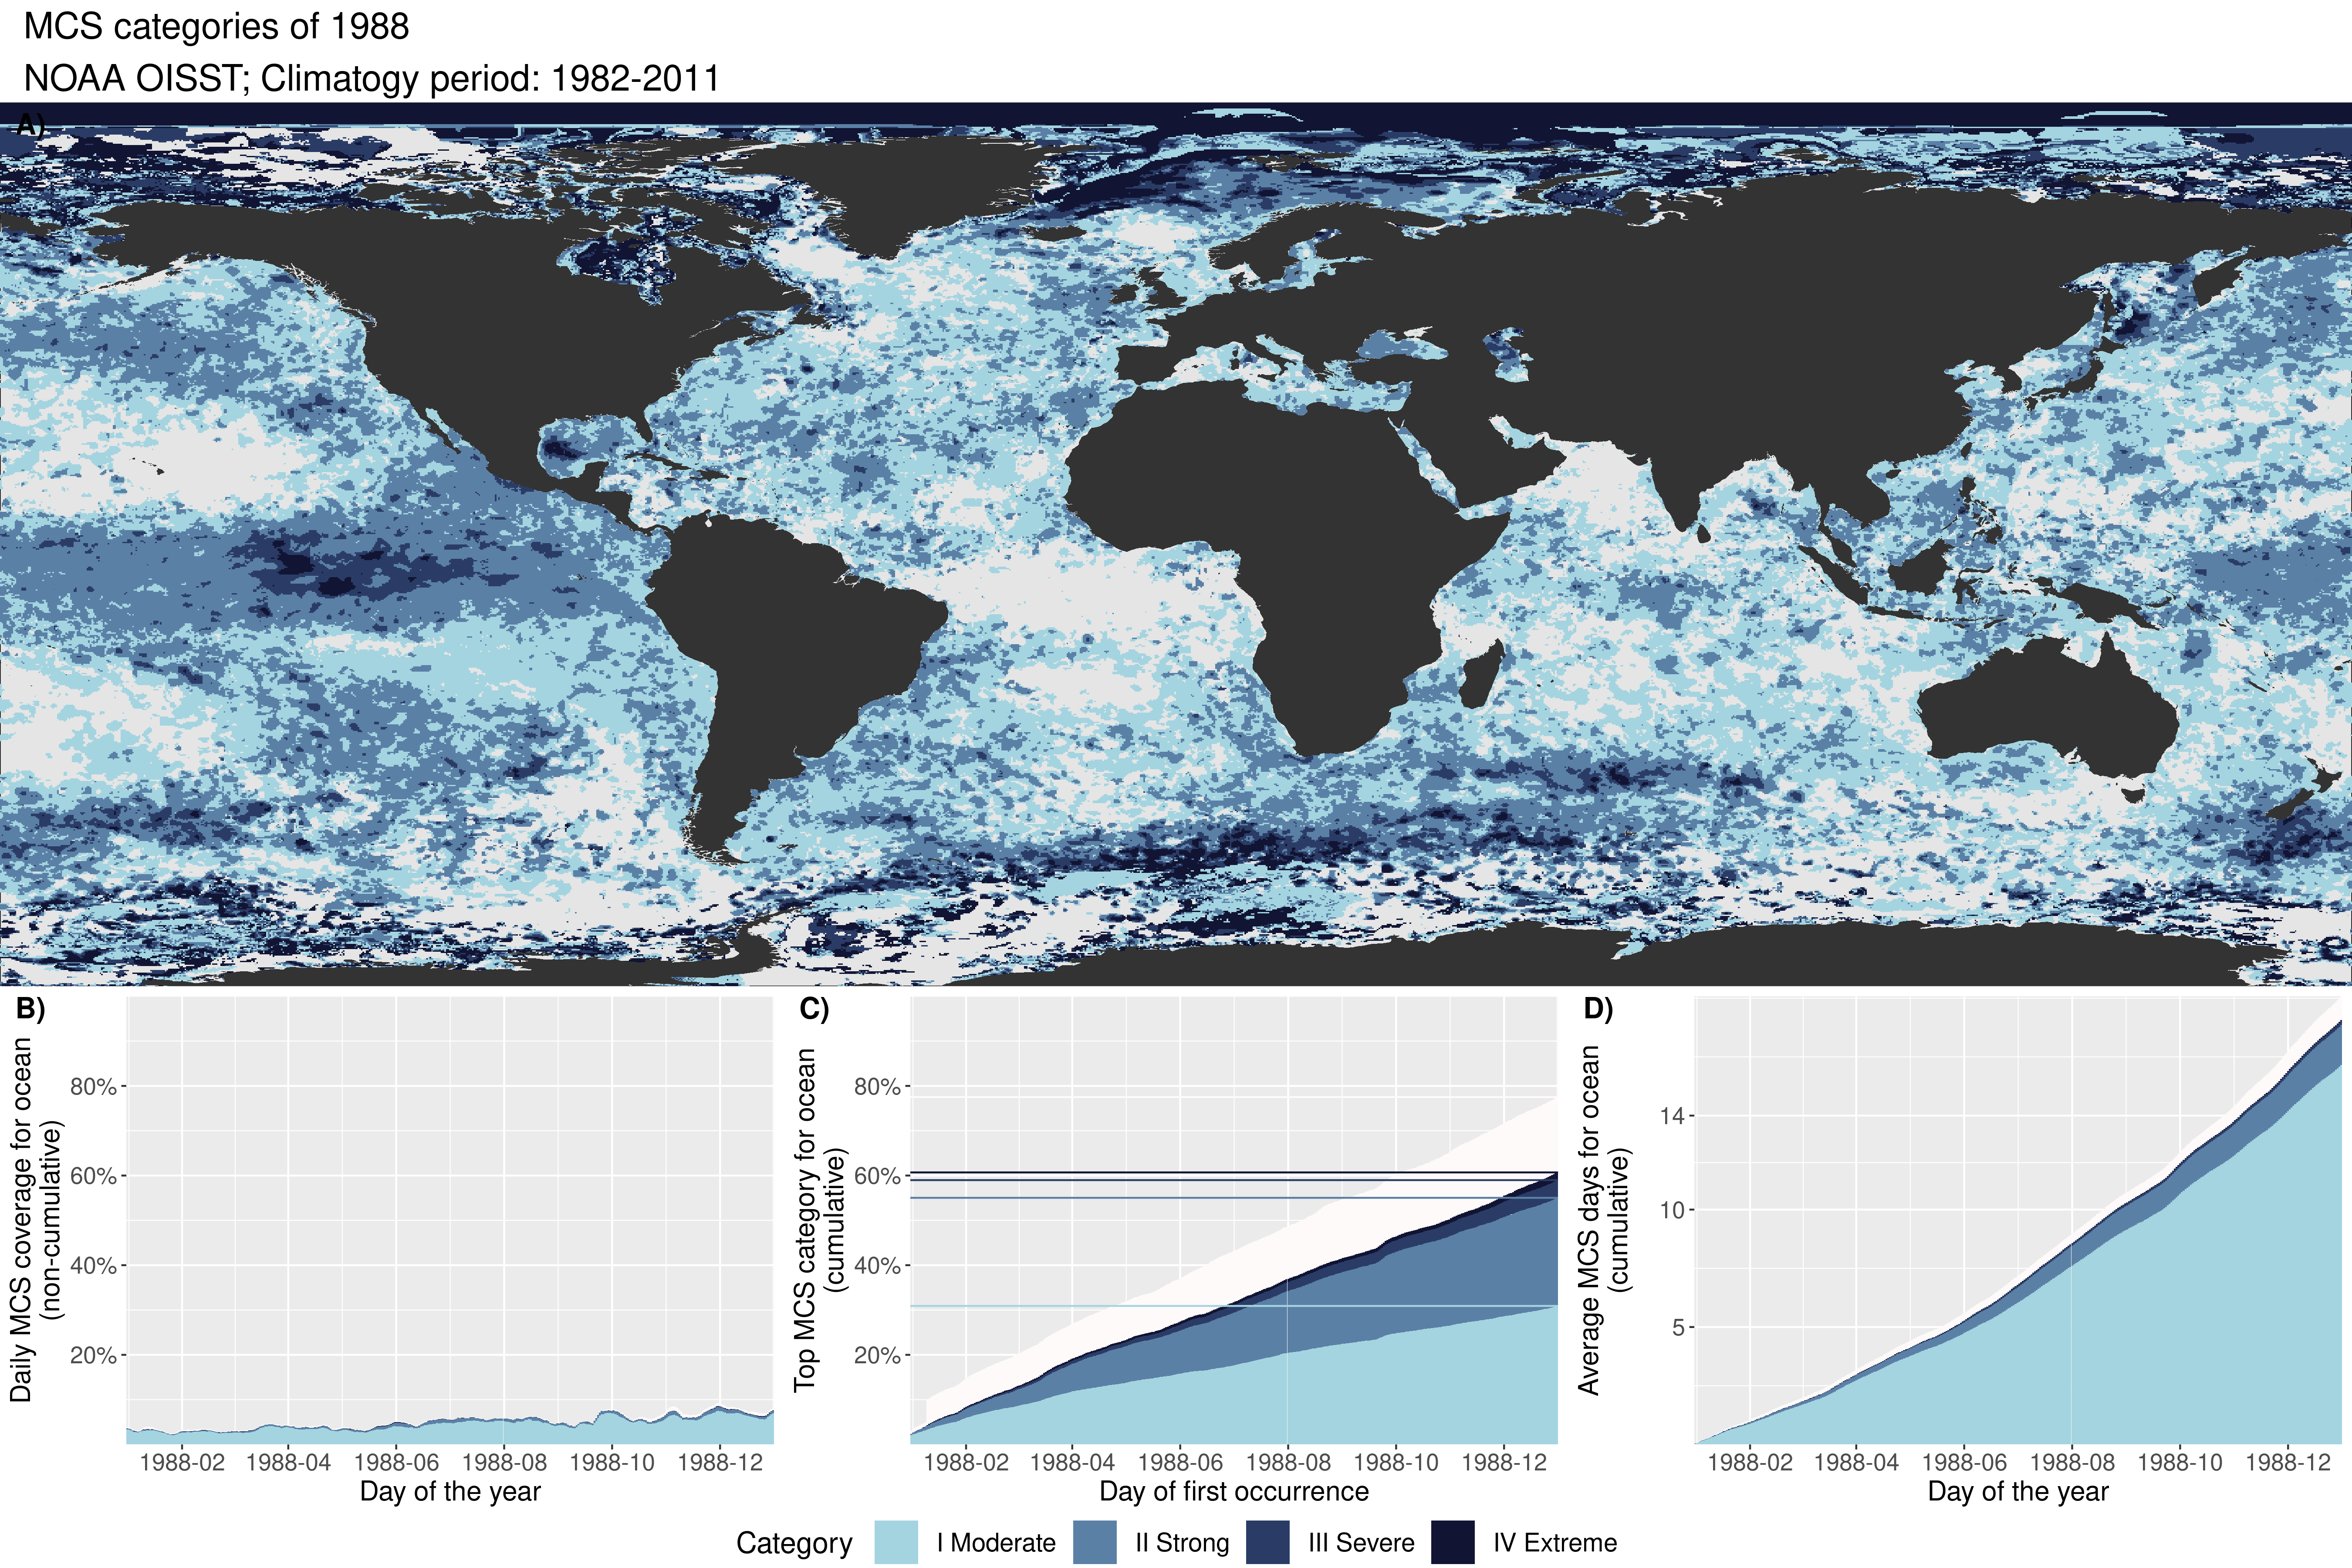 MCS categories of 1988
NOAA OISST; Climatogy period: 1982-2011
A)
B)
Daily MCS coverage for ocean
(non-cumulative)
80%
60%
40%
20%
1988-02 1988-04 1988-06 1988-08 1988-10 1988-12
Day of the year
C)
Top MCS category for ocean
(cumulative)
80%
60%
40%
20%
1988-02 1988-04 1988-06 1988-08 1988-10 1988-12
Day of first occurrence
D)
Average MCS days for ocean
(cumulative)
14
10
5
1988-02 1988-04 1988-06 1988-08 1988-10 1988-12
Day of the year
Category I Moderate II Strong III Severe IV Extreme